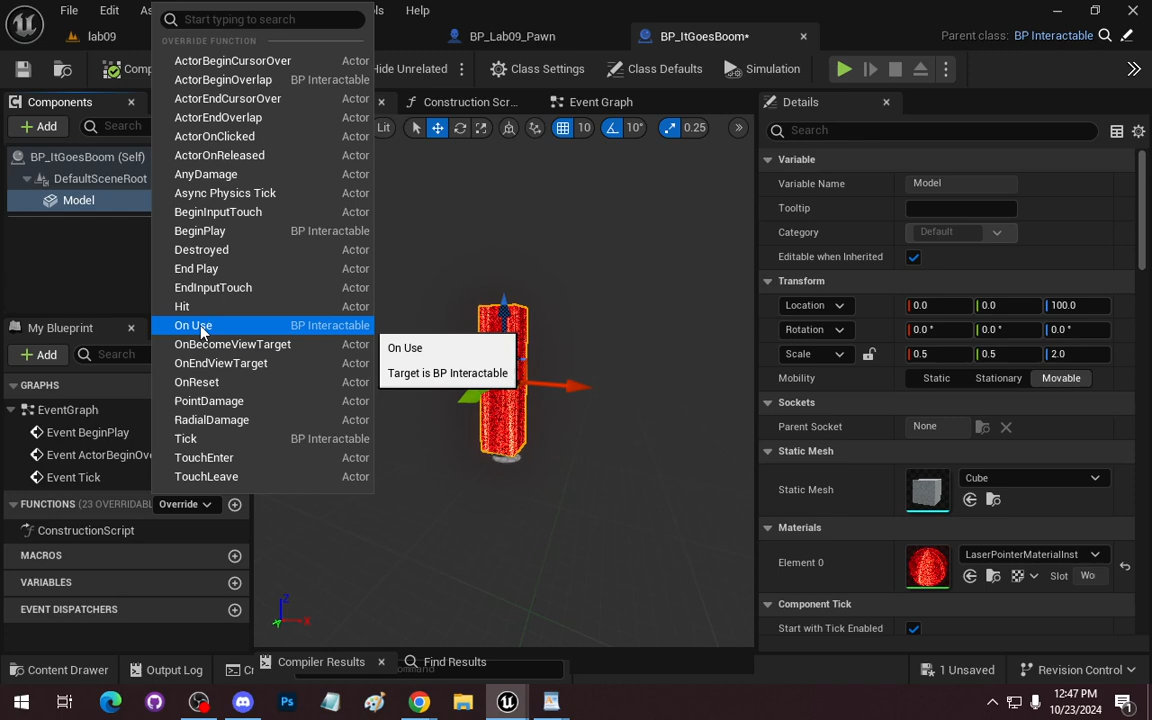 File
Edit
As
ols
Help
lab09
BP_Lab09_Pawn
BP_ItGoesBoom*
Parent class:
BP Interactable
Comp
Hide Unrelated
Class Settings
Class Defaults
Simulation
Start typing to search
OVERRIDE FUNCTION
ActorBeginCursorOver Actor
ActorBeginOverlap BP Interactable
ActorEndCursorOver Actor
ActorEndOverlap Actor
ActorOnClicked Actor
ActorOnReleased Actor
AnyDamage Actor
Async Physics Tick Actor
BeginInputTouch Actor
BeginPlay BP Interactable
Destroyed Actor
End Play Actor
EndInputTouch Actor
Hit Actor
On Use BP Interactable
OnBecomeViewTarget Actor
OnEndViewTarget Actor
OnReset Actor
PointDamage Actor
RadialDamage Actor
Tick BP Interactable
TouchEnter Actor
TouchLeave Actor
On Use
Target is BP Interactable
Components
Add
Search
BP_ItGoesBoom (Self)
DefaultSceneRoot
Model
My Blueprint
Add
Search
GRAPHS
EventGraph
Event BeginPlay
Event ActorBeginOve
Event Tick
FUNCTIONS (23 OVERRIDABL
Override
ConstructionScript
MACROS
VARIABLES
EVENT DISPATCHERS
Construction Scr...
Event Graph
Lit
10
10°
0.25
Z
X
Y
Compiler Results
Find Results
Details
Search
Variable
Variable Name Model
Tooltip
Category Default
Editable when Inherited
Transform
Location 0.0 0.0 100.0
Rotation 0.0 ° 0.0 ° 0.0 °
Scale 0.5 0.5 2.0
Mobility Static Stationary Movable
Sockets
Parent Socket None
Static Mesh
Static Mesh Cube
Materials
Element 0 LaserPointerMaterialInst
Slot Wo
Component Tick
Start with Tick Enabled
Content Drawer
Output Log
1 Unsaved
Revision Control
12:47 PM
10/23/2024
1